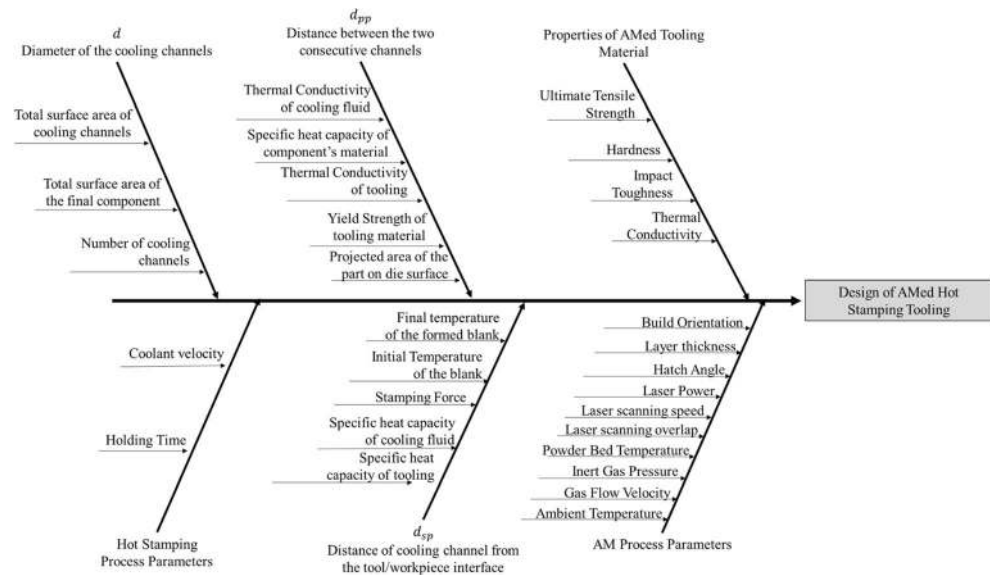 d
Diameter of the cooling channels
Total surface area of
cooling channels
Total surface area of
the final component
Number of cooling
channels
d_pp
Distance between the two
consecutive channels
Thermal Conductivity
of cooling fluid
Specific heat capacity of
component's material
Thermal Conductivity
of tooling
Yield Strength of
tooling material
Projected area of the
part on die surface
Properties of AMed Tooling
Material
Ultimate Tensile
Strength
Hardness
Impact
Toughness
Thermal
Conductivity
Design of AMed Hot
Stamping Tooling
Coolant velocity
Holding Time
Hot Stamping
Process Parameters
Final temperature
of the formed blank
Initial Temperature
of the blank
Stamping Force
Specific heat capacity
of cooling fluid
Specific heat
capacity of tooling
d_sp
Distance of cooling channel from
the tool/workpiece interface
Build Orientation
Layer thickness
Hatch Angle
Laser Power
Laser scanning speed
Laser scanning overlap
Powder Bed Temperature
Inert Gas Pressure
Gas Flow Velocity
Ambient Temperature
AM Process Parameters